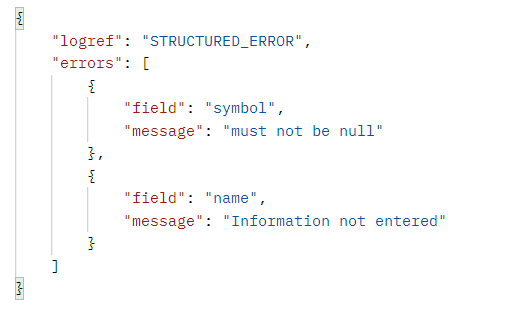 {
"logref": "STRUCTURED_ERROR",
"errors": [
{
"field": "symbol",
"message": "must not be null"
},
{
"field": "name",
"message": "Information not entered"
}
]
}